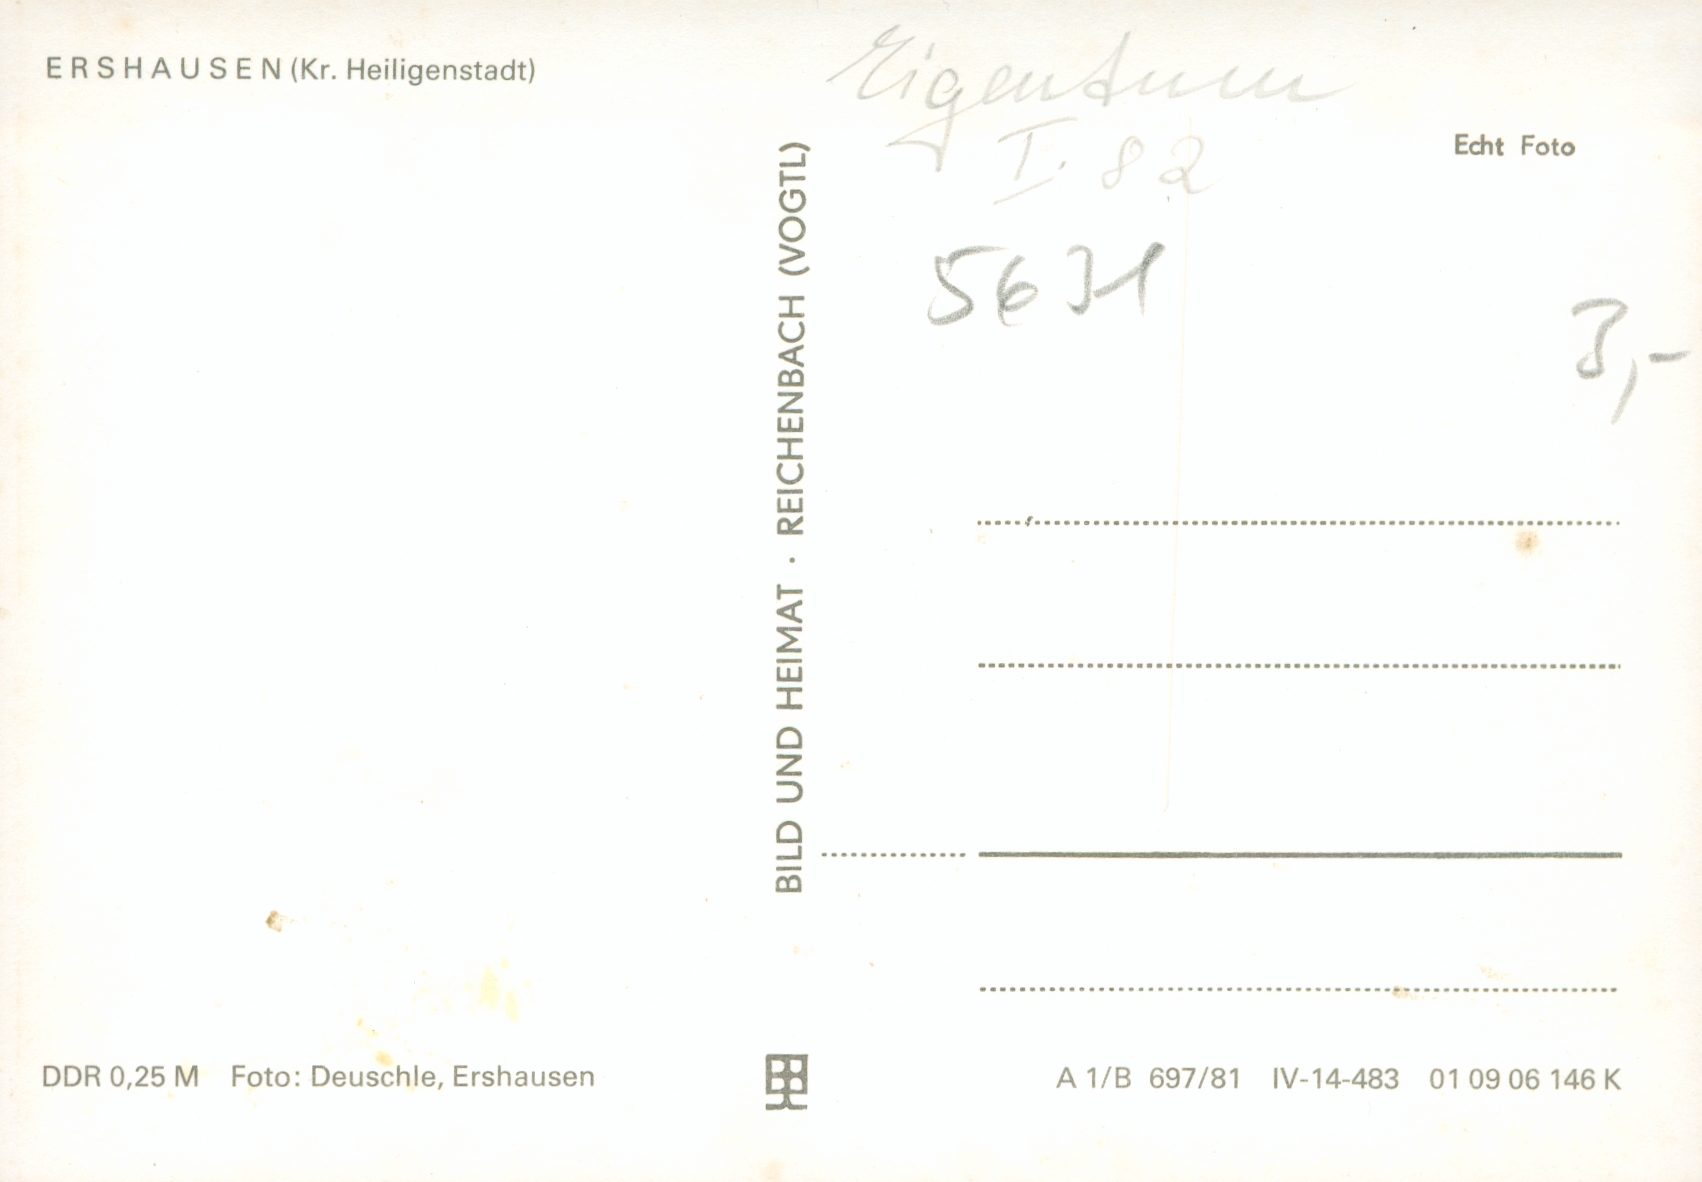 ERSHAUSEN (Kr. Heiligenstadt)
Eigentum
I. 82
Echt Foto
5631
3,-
BILD UND HEIMAT · REICHENBACH (VOGTL)
DDR 0,25 M Foto: Deuschle, Ershausen
A 1/B 697/81 IV-14-483 01 09 06 146 K